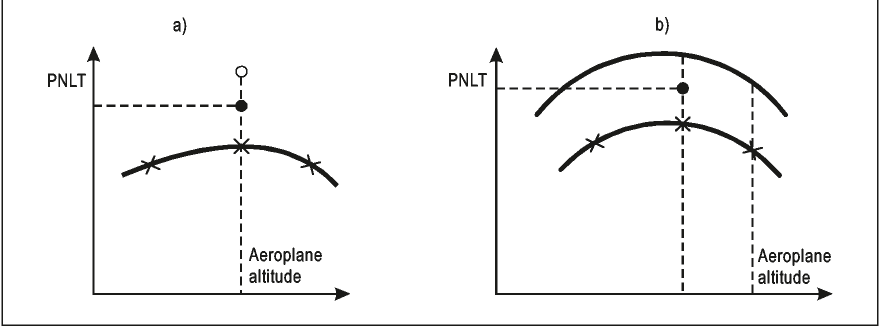 a)
PNLT
Aeroplane
altitude
b)
PNLT
Aeroplane
altitude